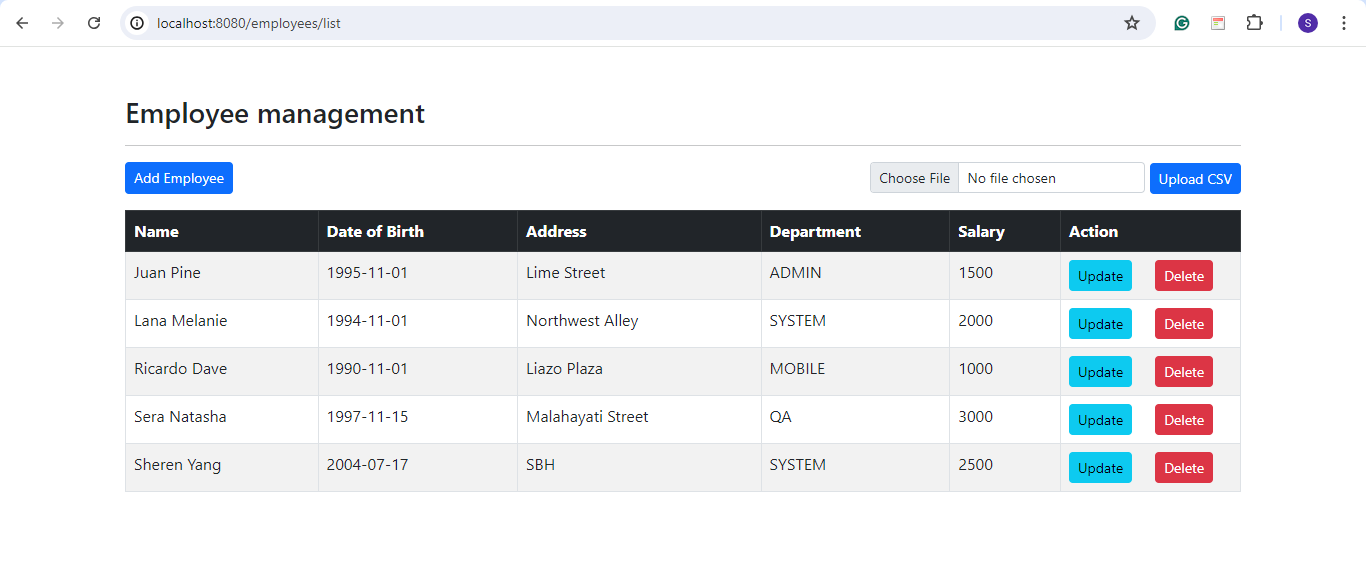 localhost:8080/employees/list
S
Employee management
Add Employee Choose File No file chosen Upload CSV
Name Date of Birth Address Department Salary Action
Juan Pine 1995-11-01 Lime Street ADMIN 1500 Update Delete
Lana Melanie 1994-11-01 Northwest Alley SYSTEM 2000 Update Delete
Ricardo Dave 1990-11-01 Liazo Plaza MOBILE 1000 Update Delete
Sera Natasha 1997-11-15 Malahayati Street QA 3000 Update Delete
Sheren Yang 2004-07-17 SBH SYSTEM 2500 Update Delete